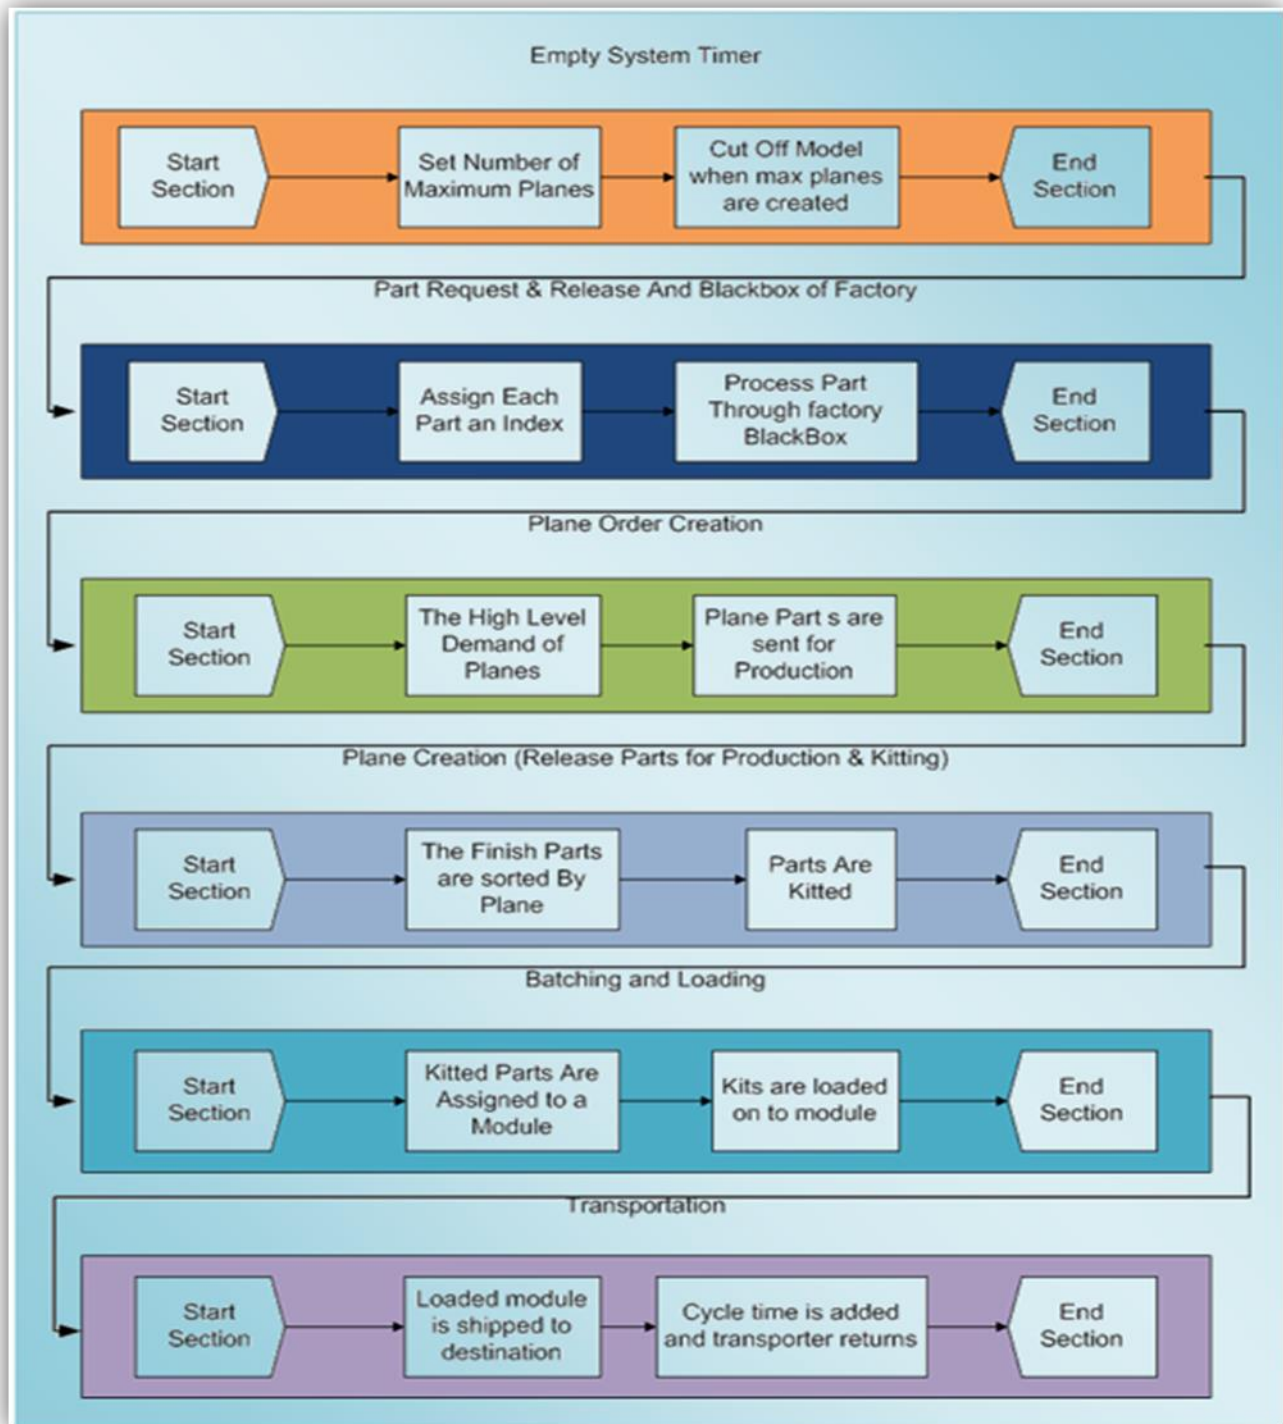 Empty System Timer
Start
Section
Set Number of
Maximum Planes
Cut Off Model
when max planes
are created
End
Section
Part Request & Release And Blackbox of Factory
Start
Section
Assign Each
Part an Index
Process Part
Through factory
BlackBox
End
Section
Plane Order Creation
Start
Section
The High Level
Demand of
Planes
Plane Part s are
sent for
Production
End
Section
Plane Creation (Release Parts for Production & Kitting)
Start
Section
The Finish Parts
are sorted By
Plane
Parts Are
Kitted
End
Section
Batching and Loading
Start
Section
Kitted Parts Are
Assigned to a
Module
Kits are loaded
on to module
End
Section
Transportation
Start
Section
Loaded module
is shipped to
destination
Cycle time is added
and transporter returns
End
Section